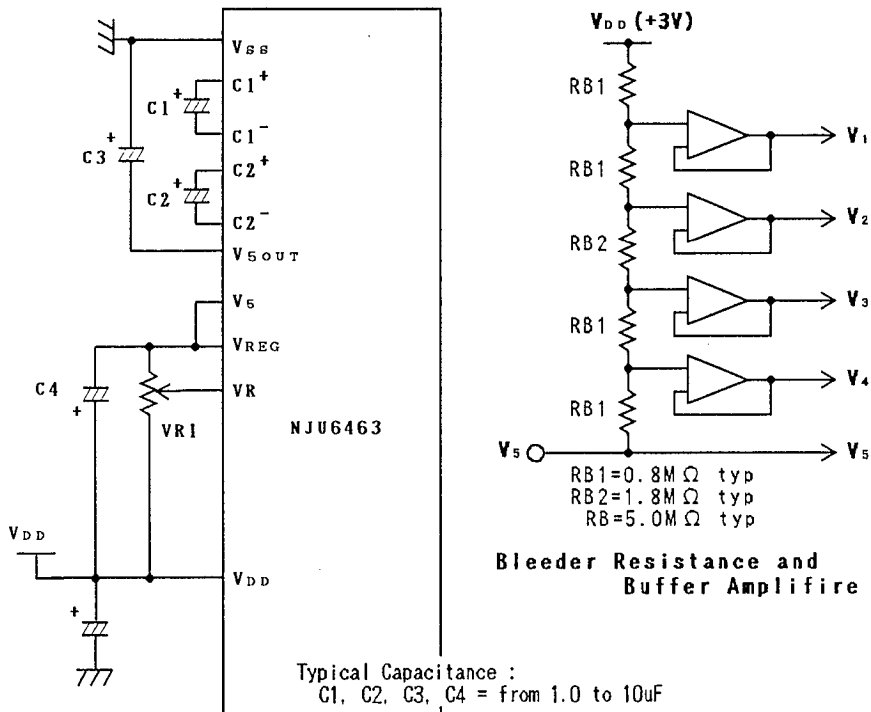 VSS
C1+
C1
+
C1-
C3
+
C2+
C2
+
C2-
V5OUT
V5
VREG
C4
+
VR
VR1
NJU6463
VDD
VDD
+
Typical Capacitance :
C1, C2, C3, C4 = from 1.0 to 10uF
VDD (+3V)
RB1
V1
RB1
V2
RB2
V3
RB1
V4
RB1
V5
V5
RB1=0.8MΩ typ
RB2=1.8MΩ typ
RB=5.0MΩ typ
Bleeder Resistance and
Buffer Amplifire